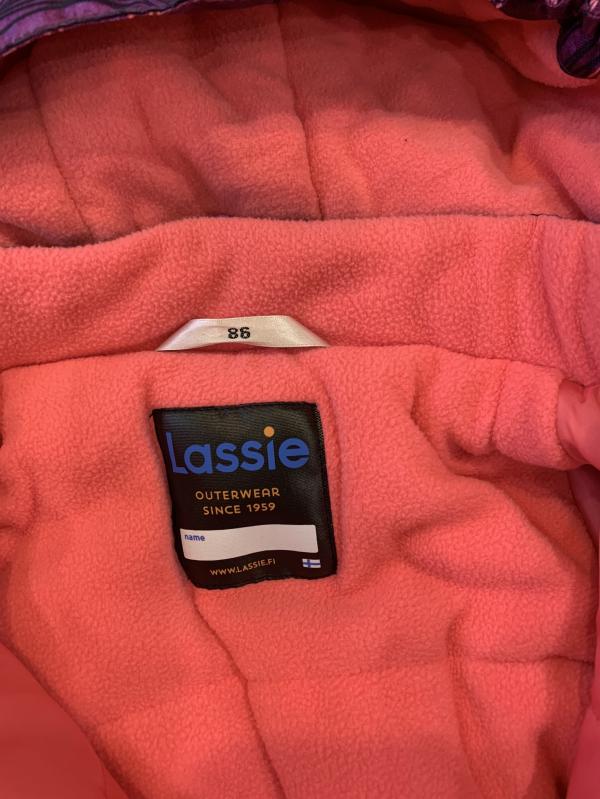 86
Lassie
OUTERWEAR
SINCE 1959
name
WWW.LASSIE.FI